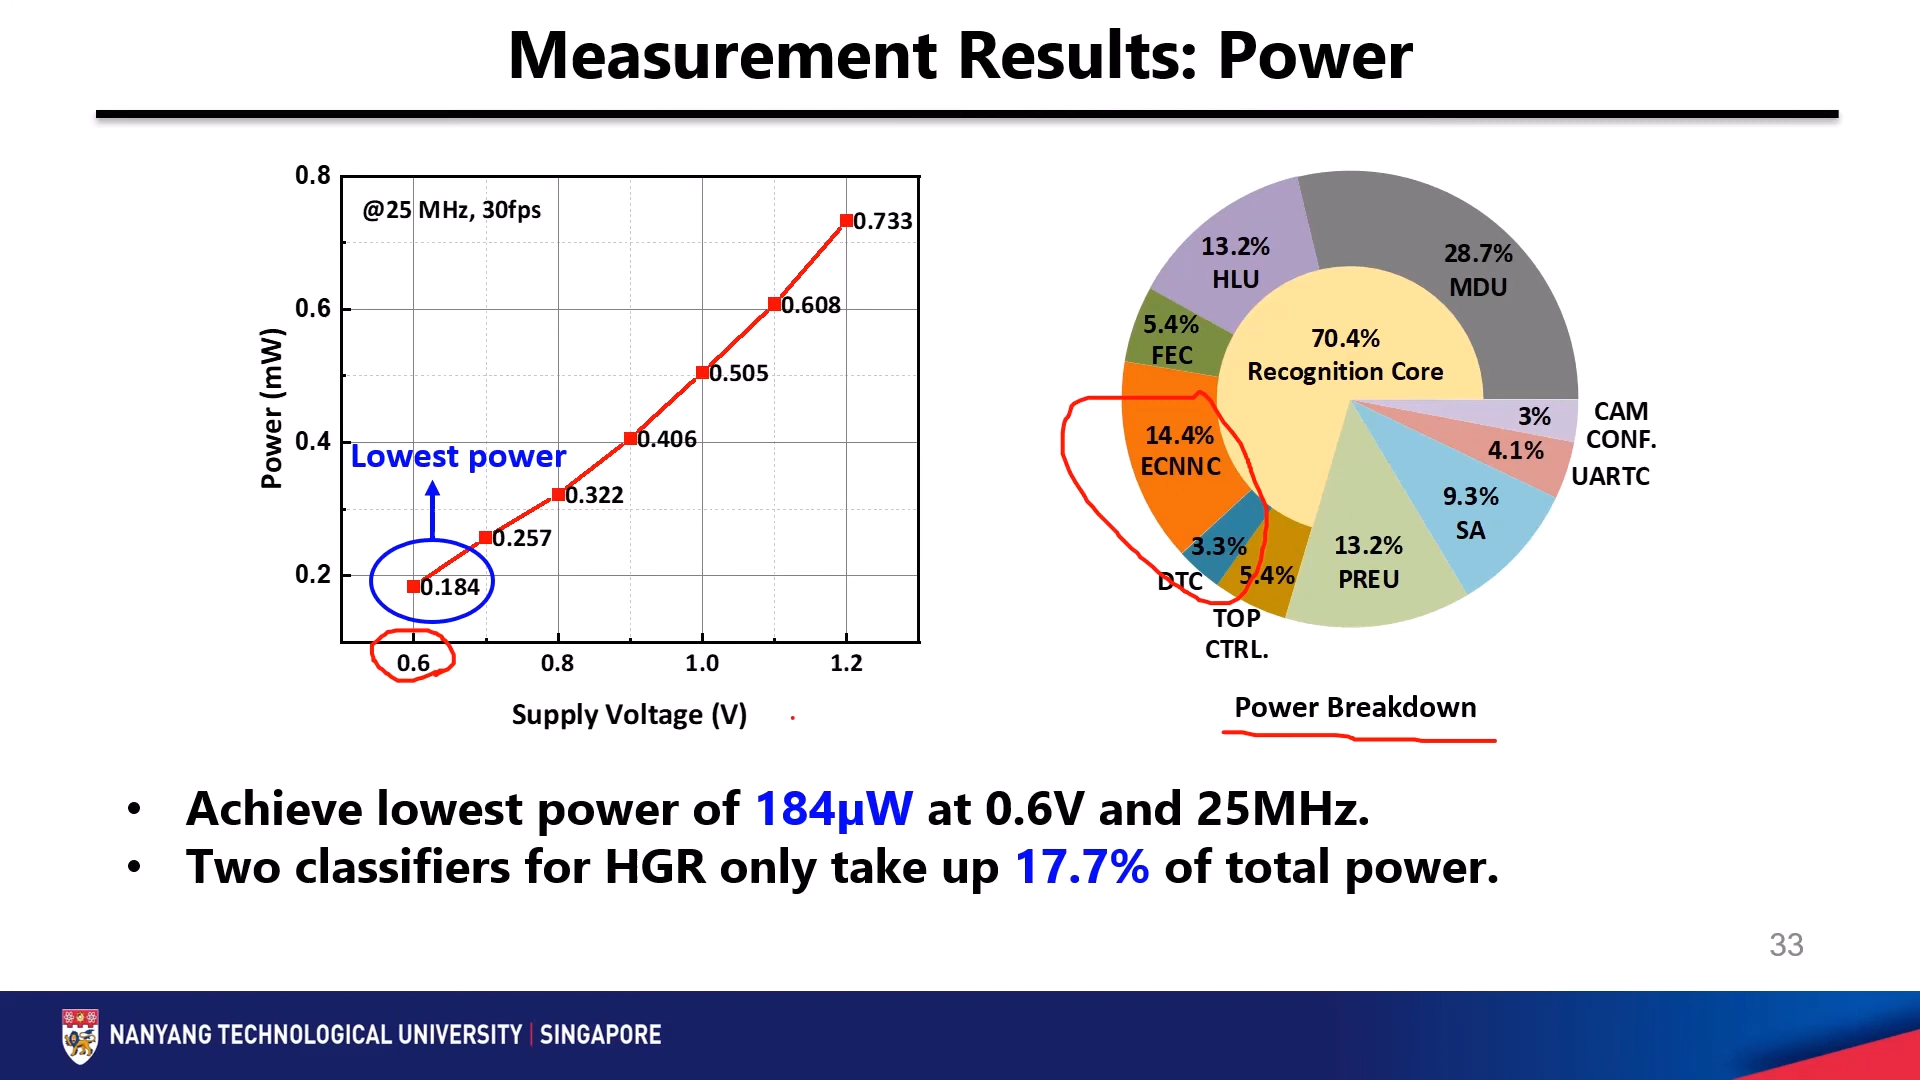 Measurement Results: Power
0.8
0.6
0.4
0.2
Power (mW)
@25 MHz, 30fps
0.733
0.608
0.505
0.406
0.322
0.257
0.184
Lowest power
0.6
0.8
1.0
1.2
Supply Voltage (V)
28.7%
MDU
13.2%
HLU
5.4%
FEC
70.4%
Recognition Core
14.4%
ECNNC
3.3%
DTC
5.4%
TOP
CTRL.
13.2%
PREU
9.3%
SA
4.1%
UARTC
3%
CAM
CONF.
Power Breakdown
• Achieve lowest power of 184μW at 0.6V and 25MHz.
• Two classifiers for HGR only take up 17.7% of total power.
33
NANYANG TECHNOLOGICAL UNIVERSITY | SINGAPORE